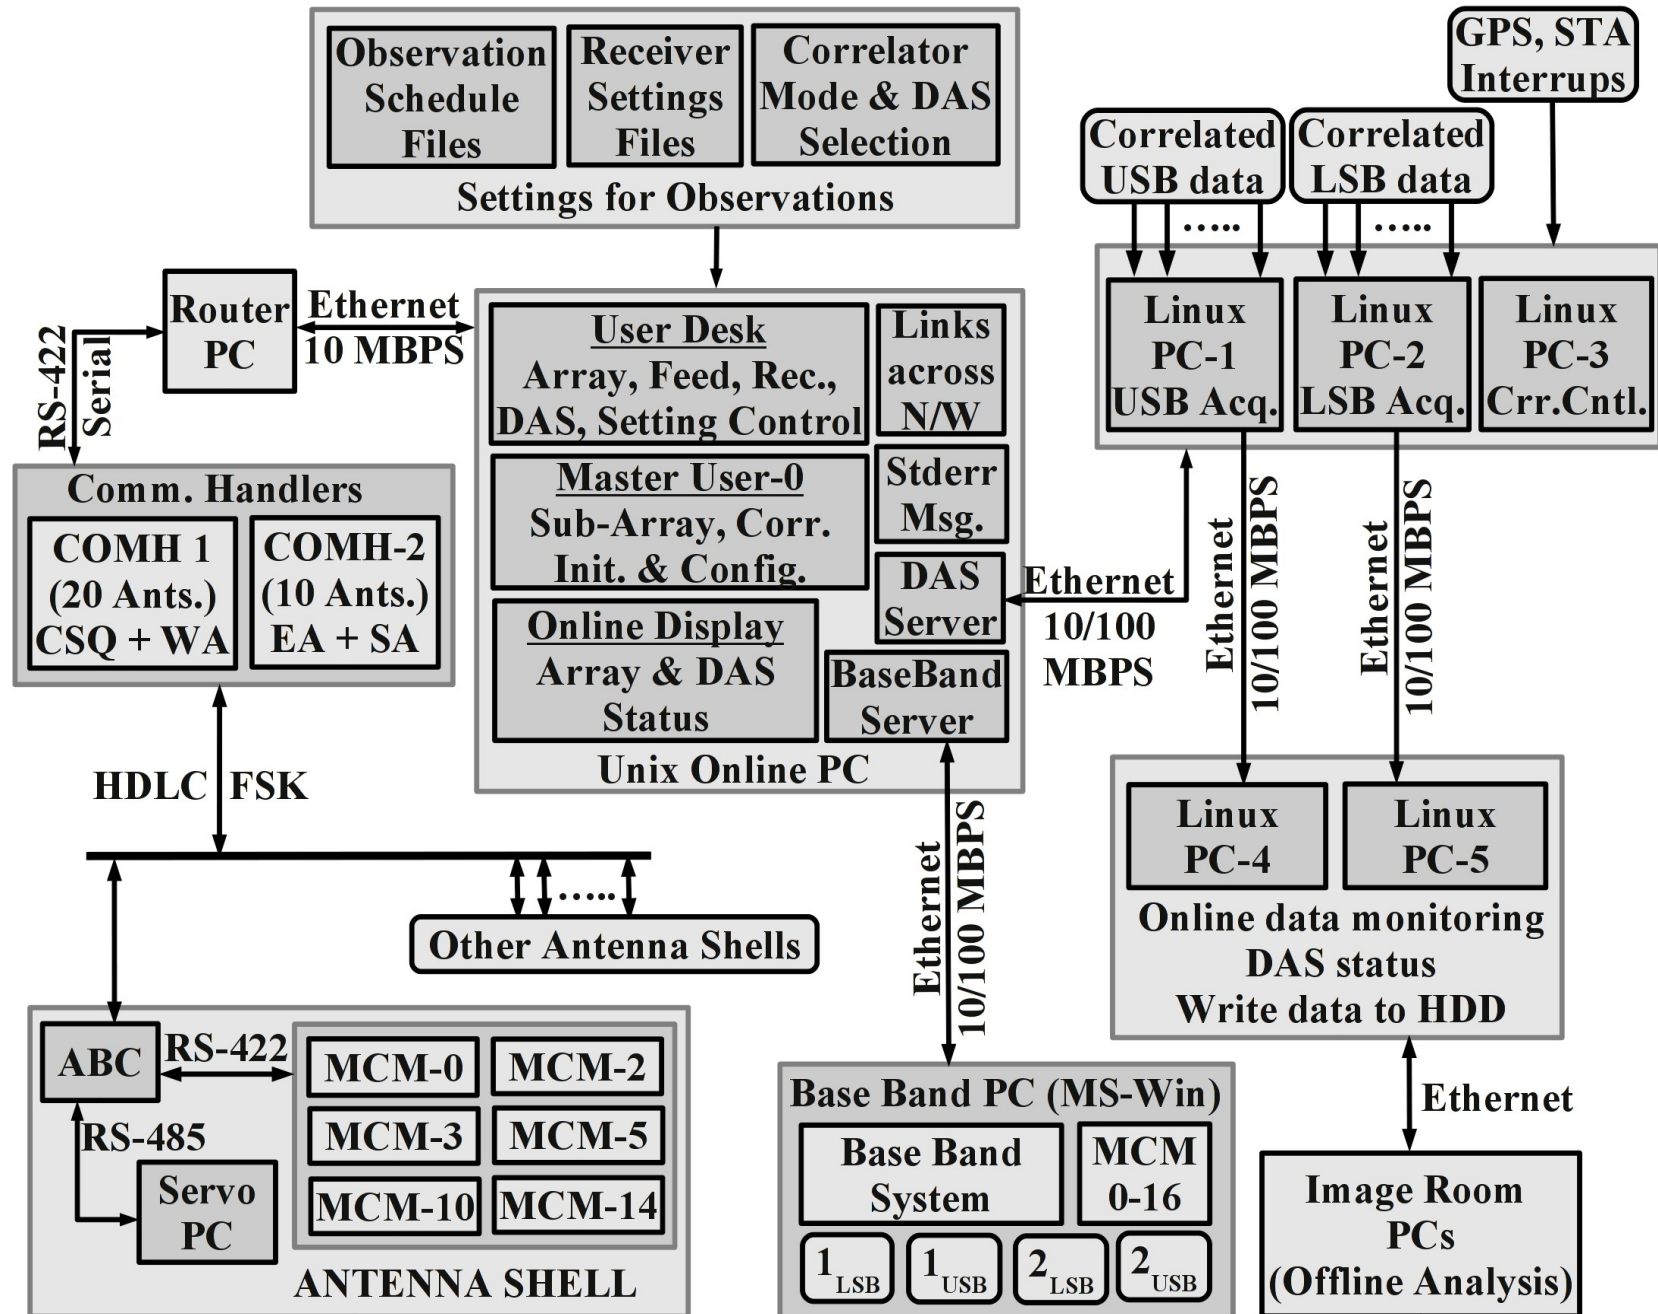 Observation
Schedule
Files
Receiver
Settings
Files
Correlator
Mode & DAS
Selection
Settings for Observations
GPS, STA
Interrups
Correlated
USB data
Correlated
LSB data
.....
.....
Linux
PC-1
USB Acq.
Linux
PC-2
LSB Acq.
Linux
PC-3
Crr.Cntl.
Router
PC
Ethernet
10 MBPS
RS-422
Serial
User Desk
Array, Feed, Rec.,
DAS, Setting Control
Links
across
N/W
Master User-0
Sub-Array, Corr.
Init. & Config.
Stderr
Msg.
DAS
Server
Online Display
Array & DAS
Status
BaseBand
Server
Unix Online PC
Ethernet
10/100
MBPS
Ethernet
10/100 MBPS
Ethernet
10/100 MBPS
Comm. Handlers
COMH 1
(20 Ants.)
CSQ + WA
COMH-2
(10 Ants.)
EA + SA
HDLC
FSK
.....
Other Antenna Shells
Ethernet
10/100 MBPS
Linux
PC-4
Linux
PC-5
Online data monitoring
DAS status
Write data to HDD
Ethernet
Image Room
PCs
(Offline Analysis)
ABC
RS-422
RS-485
Servo
PC
MCM-0
MCM-2
MCM-3
MCM-5
MCM-10
MCM-14
ANTENNA SHELL
Base Band PC (MS-Win)
Base Band
System
MCM
0-16
1LSB
1USB
2LSB
2USB